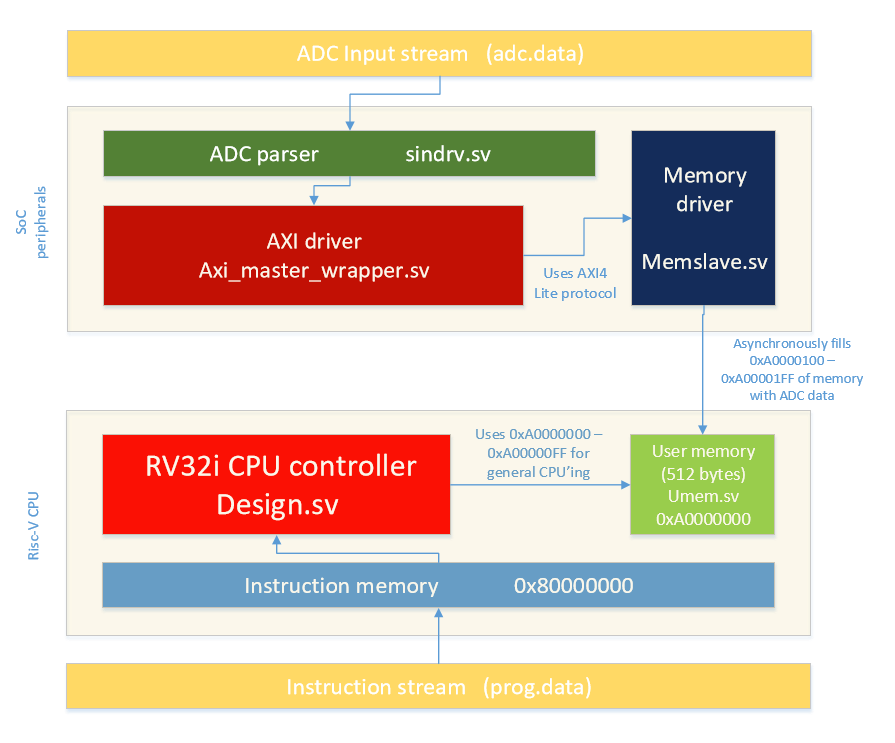 ADC Input stream (adc.data)
SoC
peripherals
ADC parser sindrv.sv
Memory
driver
Memslave.sv
AXI driver
Axi_master_wrapper.sv
Uses AXI4
Lite protocol
Asynchronously fills
0xA0000100 –
0xA00001FF of memory
with ADC data
Risc-V CPU
RV32i CPU controller
Design.sv
Uses 0xA0000000 –
0xA00000FF for
general CPU'ing
User memory
(512 bytes)
Umem.sv
0xA0000000
Instruction memory 0x80000000
Instruction stream (prog.data)